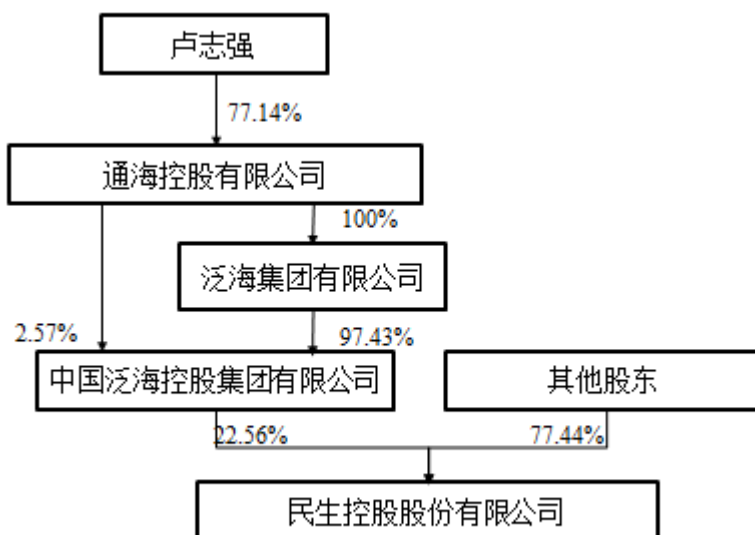 卢志强
77.14%
通海控股有限公司
100%
泛海集团有限公司
2.57%
97.43%
中国泛海控股集团有限公司
其他股东
22.56%
77.44%
民生控股股份有限公司